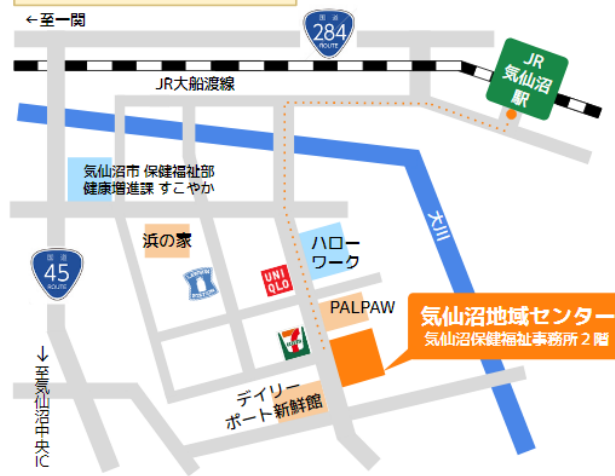 ←至一関
国道
284
ROUTE
JR
気仙沼
駅
JR大船渡線
気仙沼市 保健福祉部
健康増進課 すこやか
大川
浜の家
ハロー
ワーク
国道
45
ROUTE
LAWSON
STATION
UNI
QLO
PALPAW
気仙沼地域センター
気仙沼保健福祉事務所2階
7
ELEVEN
↓至気仙沼中央IC
デイリー
ポート新鮮館